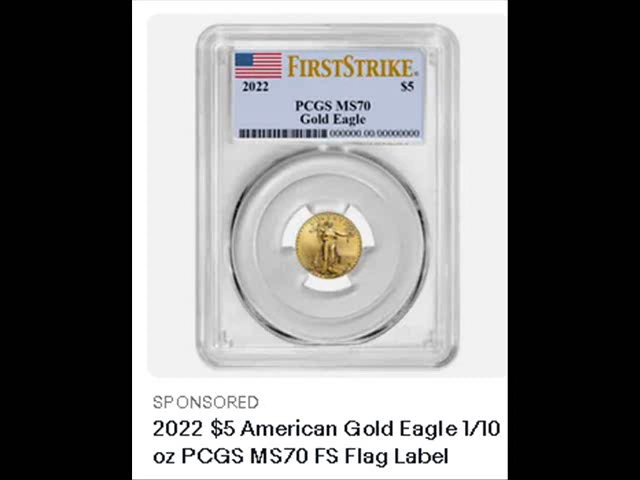 FIRSTSTRIKE®
2022 $5
PCGS MS70
Gold Eagle
000000.00/00000000
SPONSORED
2022 $5 American Gold Eagle 1/10
oz PCGS MS70 FS Flag Label